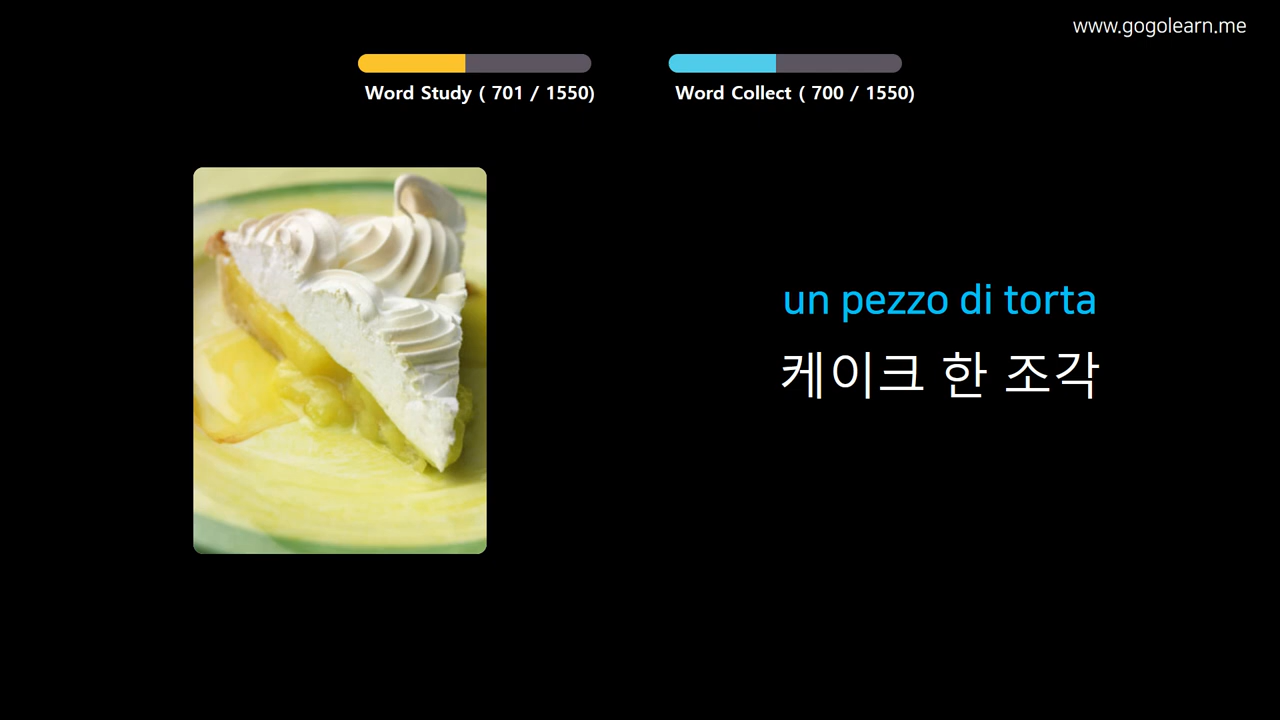 www.gogolearn.me
Word Study ( 701 / 1550)
Word Collect ( 700 / 1550)
un pezzo di torta
케이크 한 조각